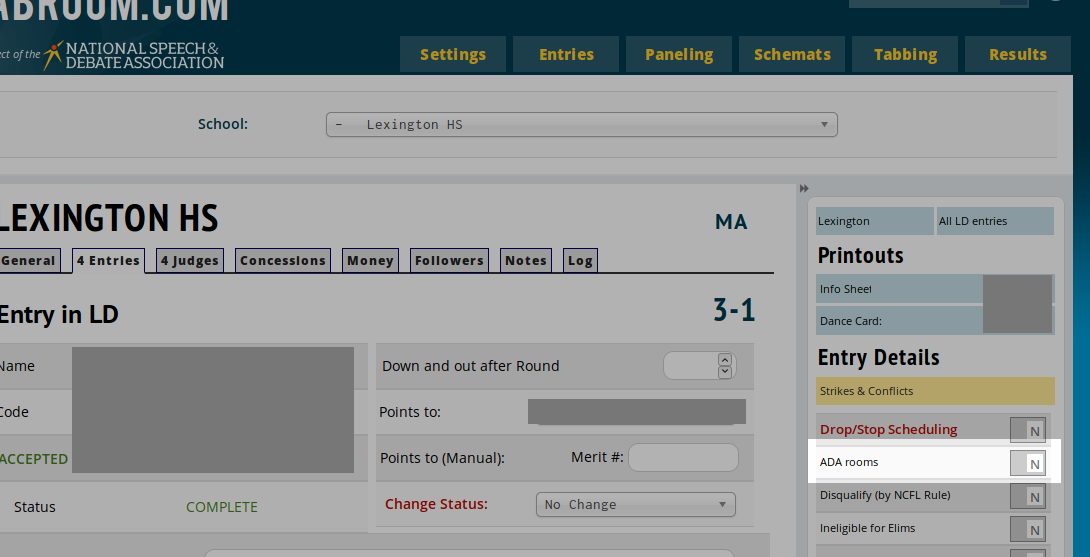 ABROOM.COM
ect of the NATIONAL SPEECH &
DEBATE ASSOCIATION
Settings Entries Paneling Schemats Tabbing Results
School: - Lexington HS
LEXINGTON HS MA
General 4 Entries 4 Judges Concessions Money Followers Notes Log
Entry in LD 3-1
Name
Code
ACCEPTED
Status COMPLETE
Down and out after Round
Points to:
Points to (Manual): Merit #:
Change Status: No Change
Lexington All LD entries
Printouts
Info Sheet
Dance Card:
Entry Details
Strikes & Conflicts
Drop/Stop Scheduling N
ADA rooms N
Disqualify (by NCFL Rule) N
Ineligible for Elims N